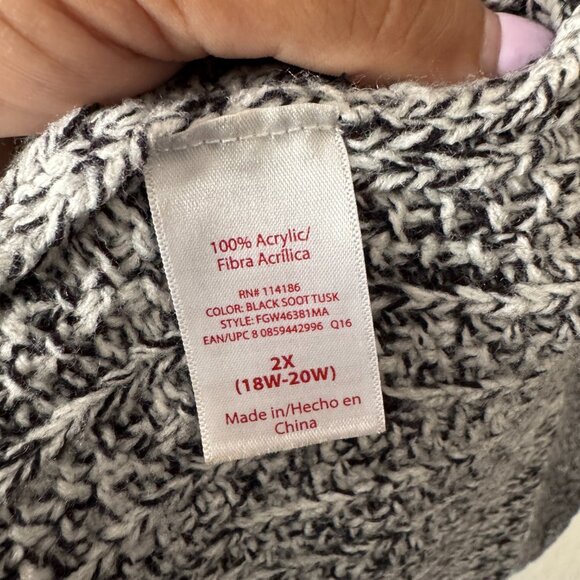 100% Acrylic/
Fibra Acrílica
RN# 114186
COLOR: BLACK SOOT TUSK
STYLE: FGW46381MA
EAN/UPC 8 0859442996 Q16
2X
(18W-20W)
Made in/Hecho en
China